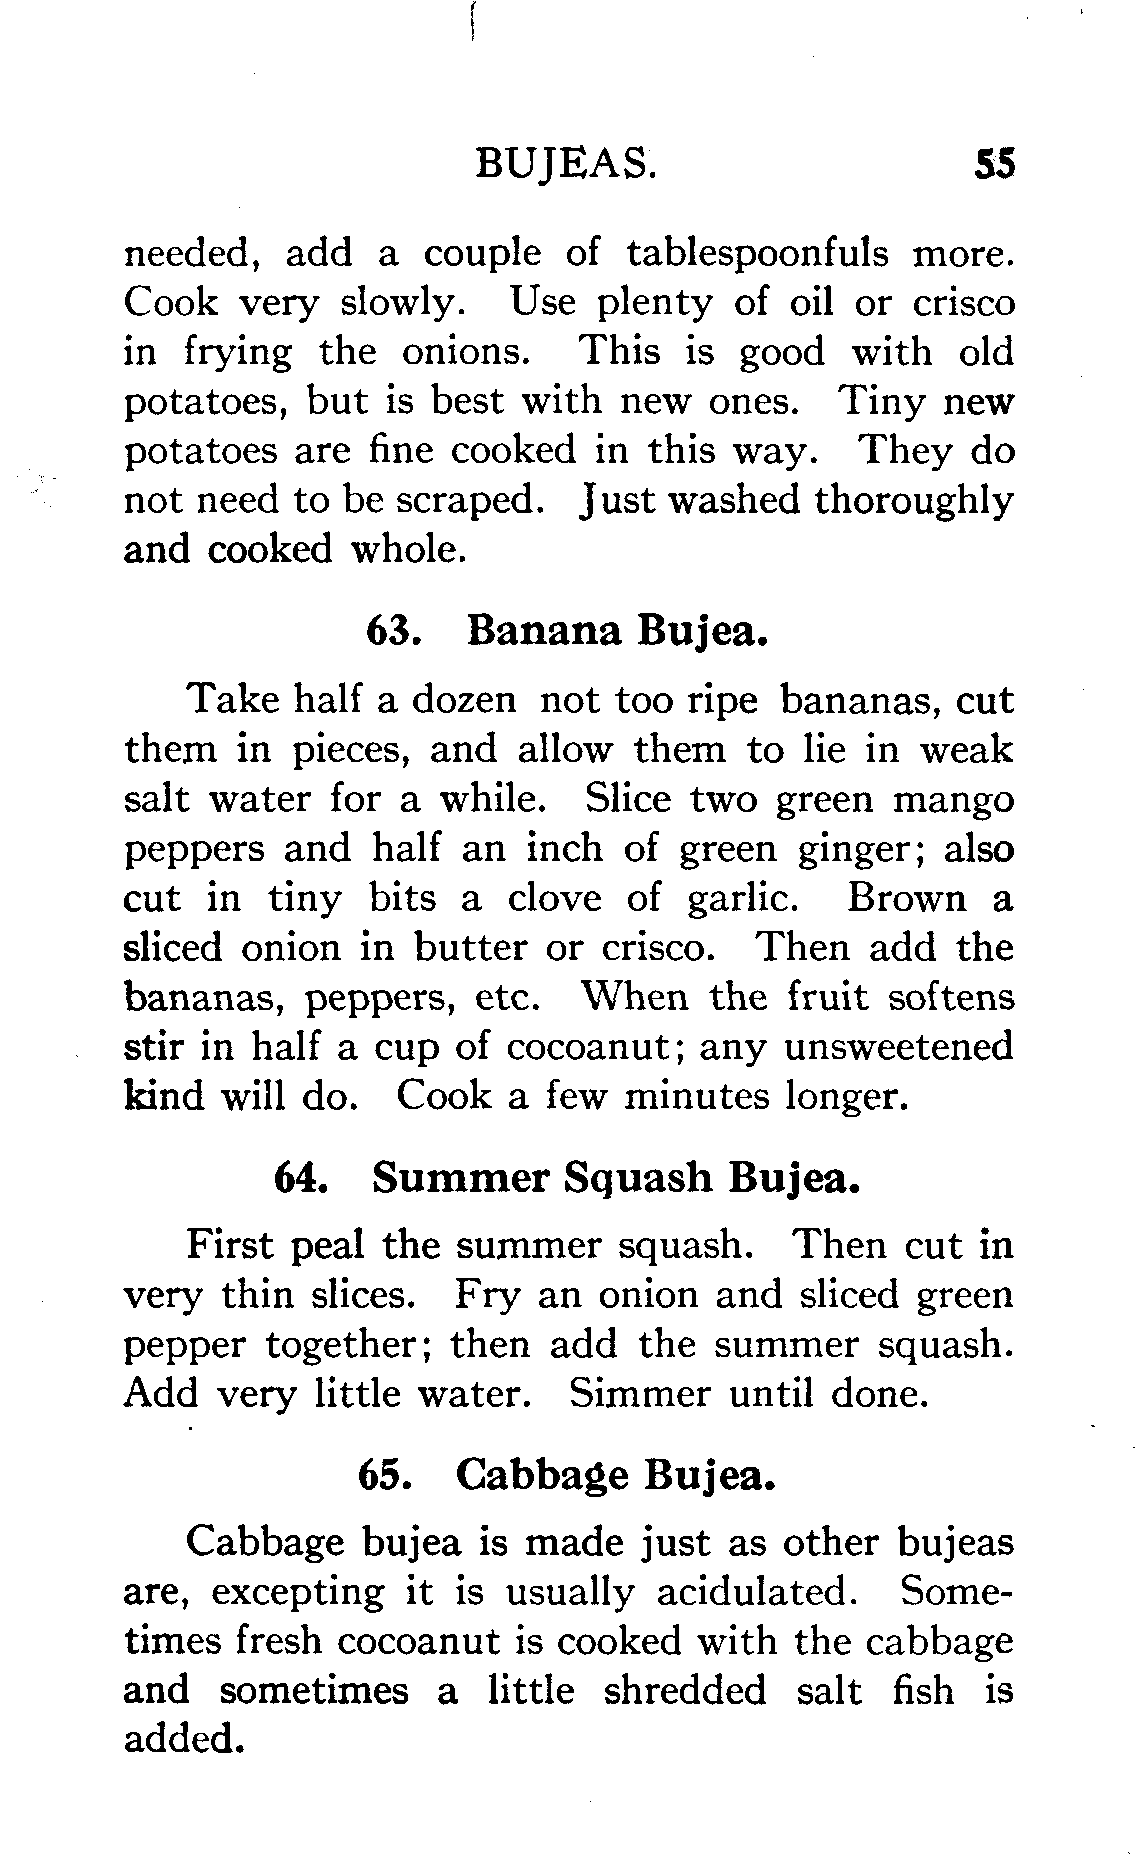 BUJEAS. 55
needed, add a couple of tablespoonfuls more.
Cook very slowly. Use plenty of oil or crisco
in frying the onions. This is good with old
potatoes, but is best with new ones. Tiny new
potatoes are fine cooked in this way. They do
not need to be scraped. Just washed thoroughly
and cooked whole.
63. Banana Bujea.
Take half a dozen not too ripe bananas, cut
them in pieces, and allow them to lie in weak
salt water for a while. Slice two green mango
peppers and half an inch of green ginger; also
cut in tiny bits a clove of garlic. Brown a
sliced onion in butter or crisco. Then add the
bananas, peppers, etc. When the fruit softens
stir in half a cup of cocoanut; any unsweetened
kind will do. Cook a few minutes longer.
64. Summer Squash Bujea.
First peal the summer squash. Then cut in
very thin slices. Fry an onion and sliced green
pepper together; then add the summer squash.
Add very little water. Simmer until done.
65. Cabbage Bujea.
Cabbage bujea is made just as other bujeas
are, excepting it is usually acidulated. Some-
times fresh cocoanut is cooked with the cabbage
and sometimes a little shredded salt fish is
added.